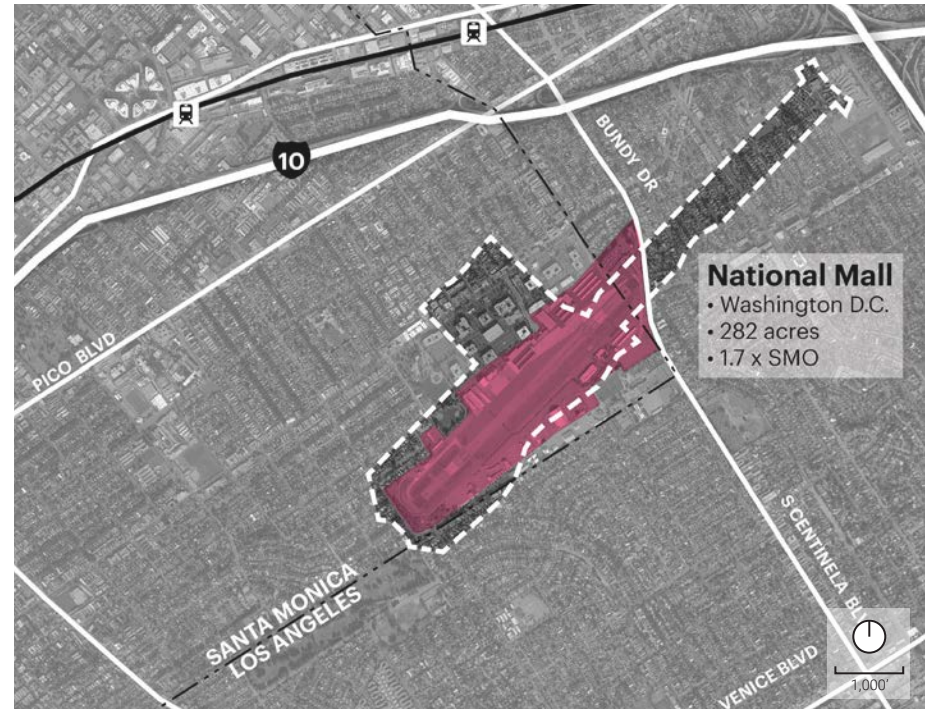 10
BUNDY DR
National Mall
• Washington D.C.
• 282 acres
• 1.7 x SMO
PICO BLVD
SANTA MONICA
LOS ANGELES
S CENTINELA BLV
VENICE BLVD
1,000'